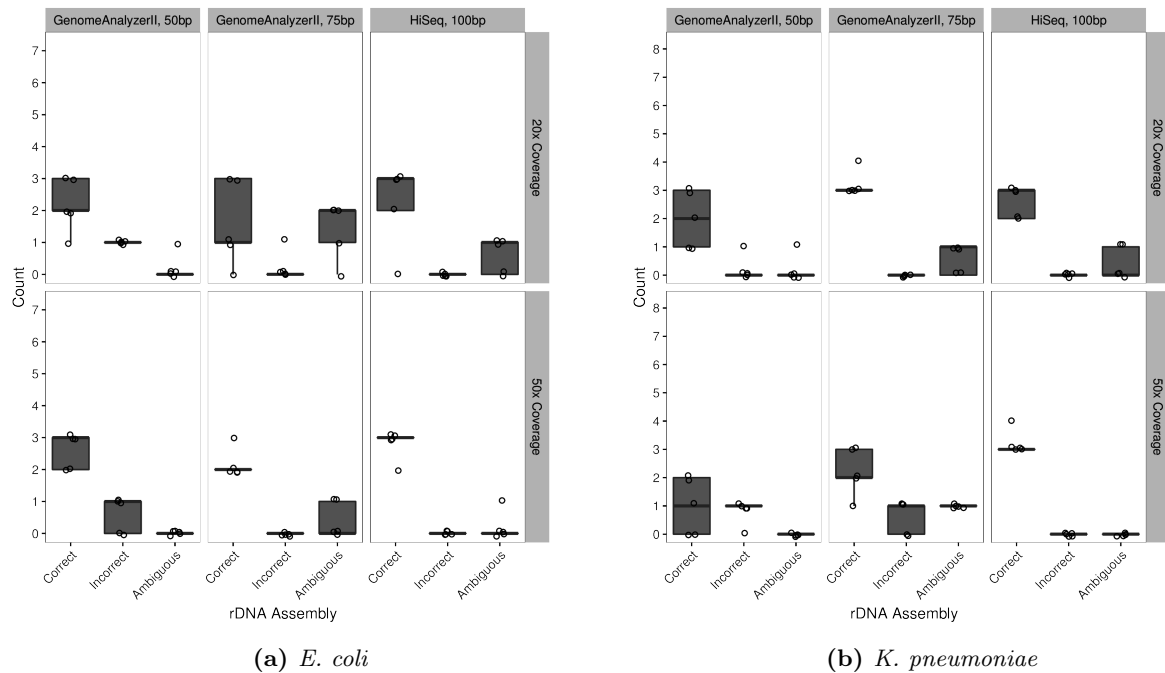 GenomeAnalyzerII, 50bp
GenomeAnalyzerII, 75bp
HiSeq, 100bp
7
6
5
4
3
2
1
0
20x Coverage
Count
7
6
5
4
3
2
1
0
50x Coverage
Correct
Incorrect
Ambiguous
Correct
Incorrect
Ambiguous
Correct
Incorrect
Ambiguous
rDNA Assembly
(a) E. coli
GenomeAnalyzerII, 50bp
GenomeAnalyzerII, 75bp
HiSeq, 100bp
8
7
6
5
4
3
2
1
0
20x Coverage
Count
8
7
6
5
4
3
2
1
0
50x Coverage
Correct
Incorrect
Ambiguous
Correct
Incorrect
Ambiguous
Correct
Incorrect
Ambiguous
rDNA Assembly
(b) K. pneumoniae